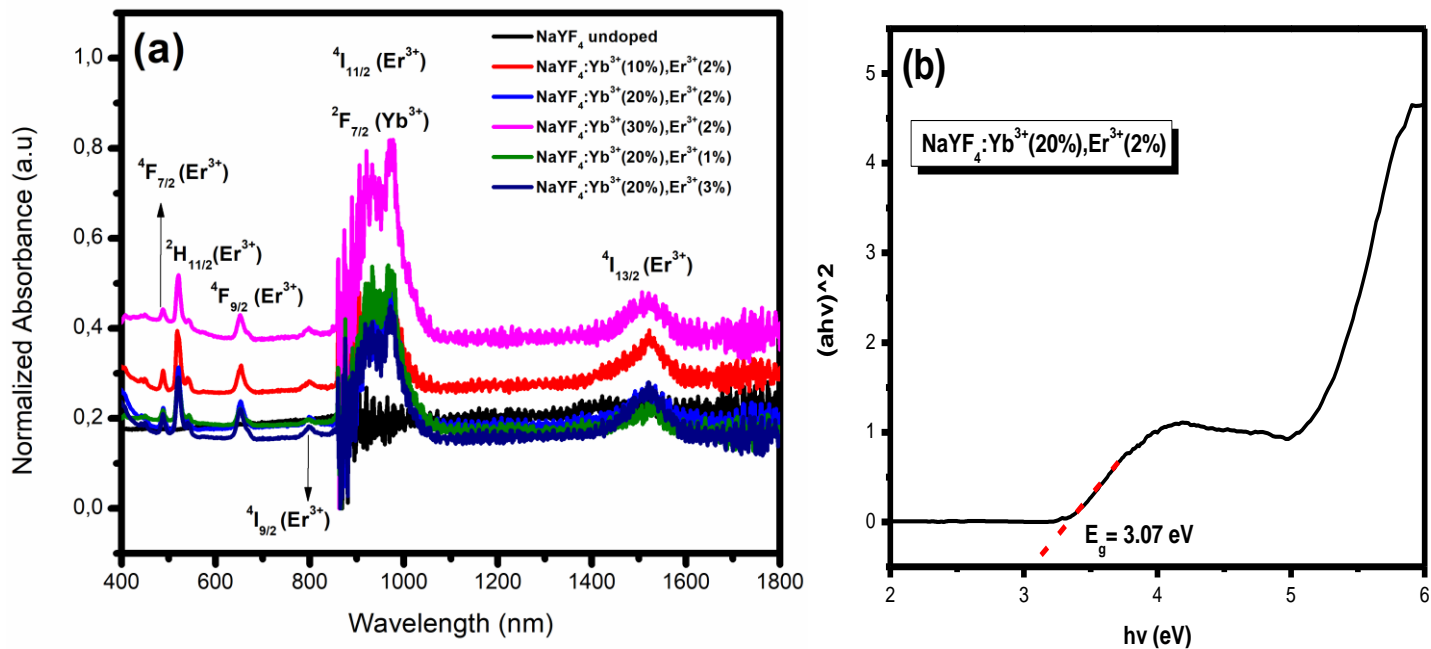 (a)
NaYF₄ undoped
NaYF₄:Yb³⁺(10%),Er³⁺(2%)
NaYF₄:Yb³⁺(20%),Er³⁺(2%)
NaYF₄:Yb³⁺(30%),Er³⁺(2%)
NaYF₄:Yb³⁺(20%),Er³⁺(1%)
NaYF₄:Yb³⁺(20%),Er³⁺(3%)
⁴I₁₁/₂ (Er³⁺)
²F₇/₂ (Yb³⁺)
⁴F₇/₂ (Er³⁺)
²H₁₁/₂(Er³⁺)
⁴F₉/₂ (Er³⁺)
⁴I₁₃/₂ (Er³⁺)
⁴I₉/₂ (Er³⁺)
Normalized Absorbance (a.u)
1,0
0,8
0,6
0,4
0,2
0,0
400 600 800 1000 1200 1400 1600 1800
Wavelength (nm)
(b)
NaYF₄:Yb³⁺(20%),Er³⁺(2%)
E_g= 3.07 eV
(ahν)^2
5
4
3
2
1
0
2 3 4 5 6
hν (eV)